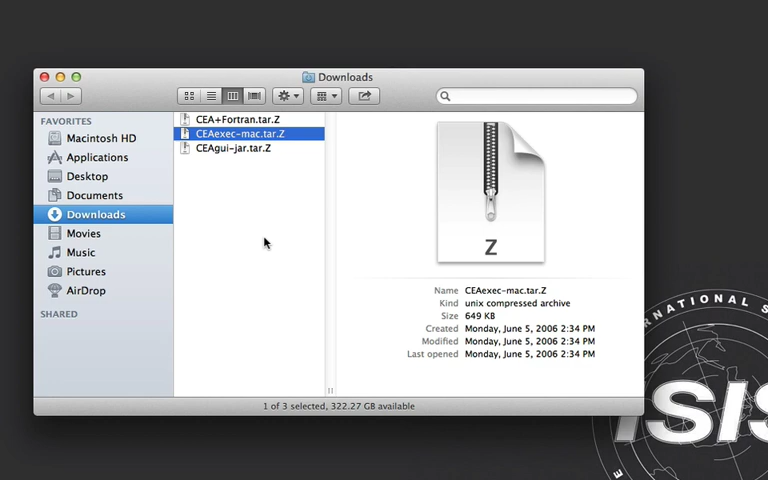 Downloads
FAVORITES
Macintosh HD
Applications
Desktop
Documents
Downloads
Movies
Music
Pictures
AirDrop
SHARED
CEA+Fortran.tar.Z
CEAexec-mac.tar.Z
CEAgui-jar.tar.Z
Z
Name CEAexec-mac.tar.Z
Kind unix compressed archive
Size 649 KB
Created Monday, June 5, 2006 2:34 PM
Modified Monday, June 5, 2006 2:34 PM
Last opened Monday, June 5, 2006 2:34 PM
1 of 3 selected, 322.27 GB available